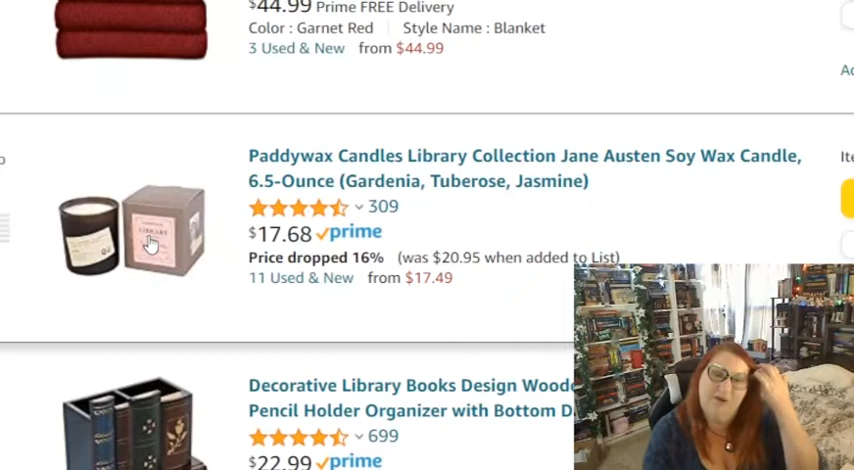 $44.99 Prime FREE Delivery
Color : Garnet Red | Style Name : Blanket
3 Used & New from $44.99
Paddywax Candles Library Collection Jane Austen Soy Wax Candle,
6.5-Ounce (Gardenia, Tuberose, Jasmine)
309
$17.68 prime
Price dropped 16% (was $20.95 when added to List)
11 Used & New from $17.49
LIBRARY
Decorative Library Books Design Woode
Pencil Holder Organizer with Bottom D
699
$22.99 prime